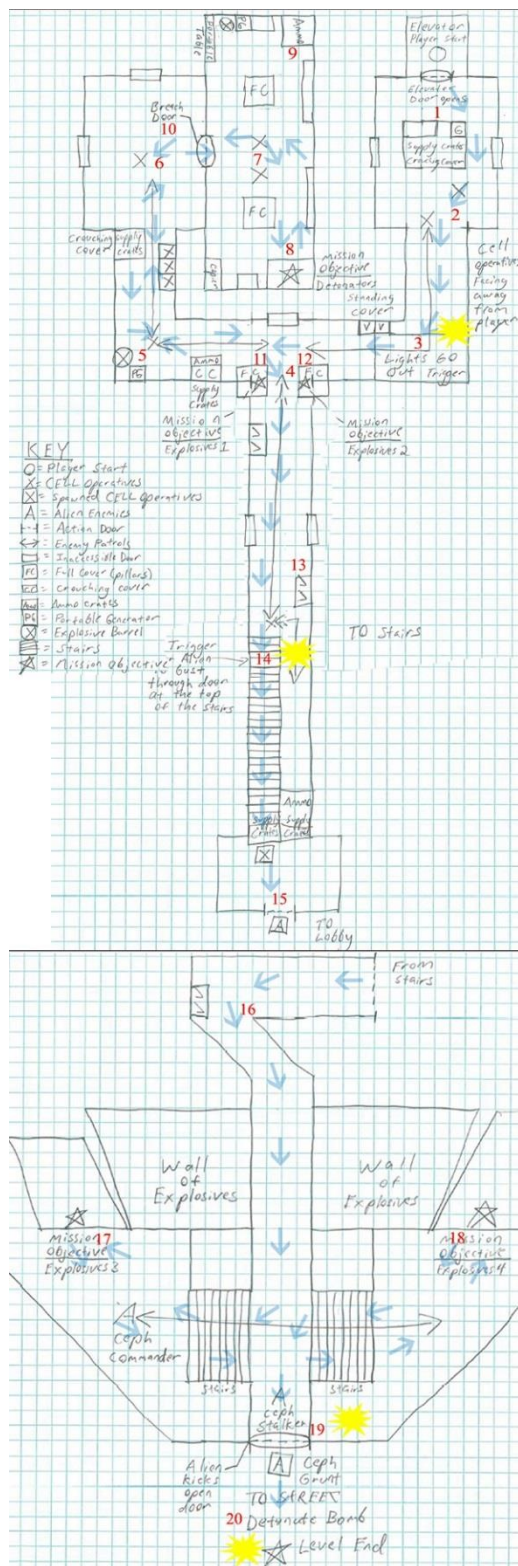 Elevator
Player Start
Elevator
Door opens
1
G
Supply crate
Crouching cover
2
Cell
operatives
Facing
away
from
player
3
Lights Go
Out Trigger
V V
Standing
cover
Table
PG
Ammo
9
FC
Breach
Door
10
6
7
FC
8
Mission
Objective
Detonators
Crouching
cover
supply
crates
5
PG
Ammo
C C
Supply
Crates
11
FC
4
12
FC
Mission
Objective
Explosives 1
Mission
Objective
Explosives 2
KEY
O = Player Start
X = CELL Operatives
X = Spawned CELL Operatives
A = Alien Enemies
= Action Door
= Enemy Patrols
= Inaccessible Door
FC = Full Cover (pillars)
CC = Crouching cover
Ammo = Ammo Crates
PG = Portable Generator
= Explosive Barrel
= Stairs
= Mission Objective
13
TO Stairs
Trigger
Alien
to bust
through door
at the top
of the stairs
14
Ammo
Supply
Crates
Supply
Crates
X
15
A
TO
Lobby
From
Stairs
16
Wall
of
Explosives
Wall
of
Explosives
17
Mission
Objective
Explosives 3
18
Mission
Objective
Explosives 4
A
Ceph
Commander
Stairs
Stairs
A
Ceph
Stalker
19
Alien
kicks
open
door
A
Ceph
Grunt
TO STREET
20
Detonate Bomb
Level End